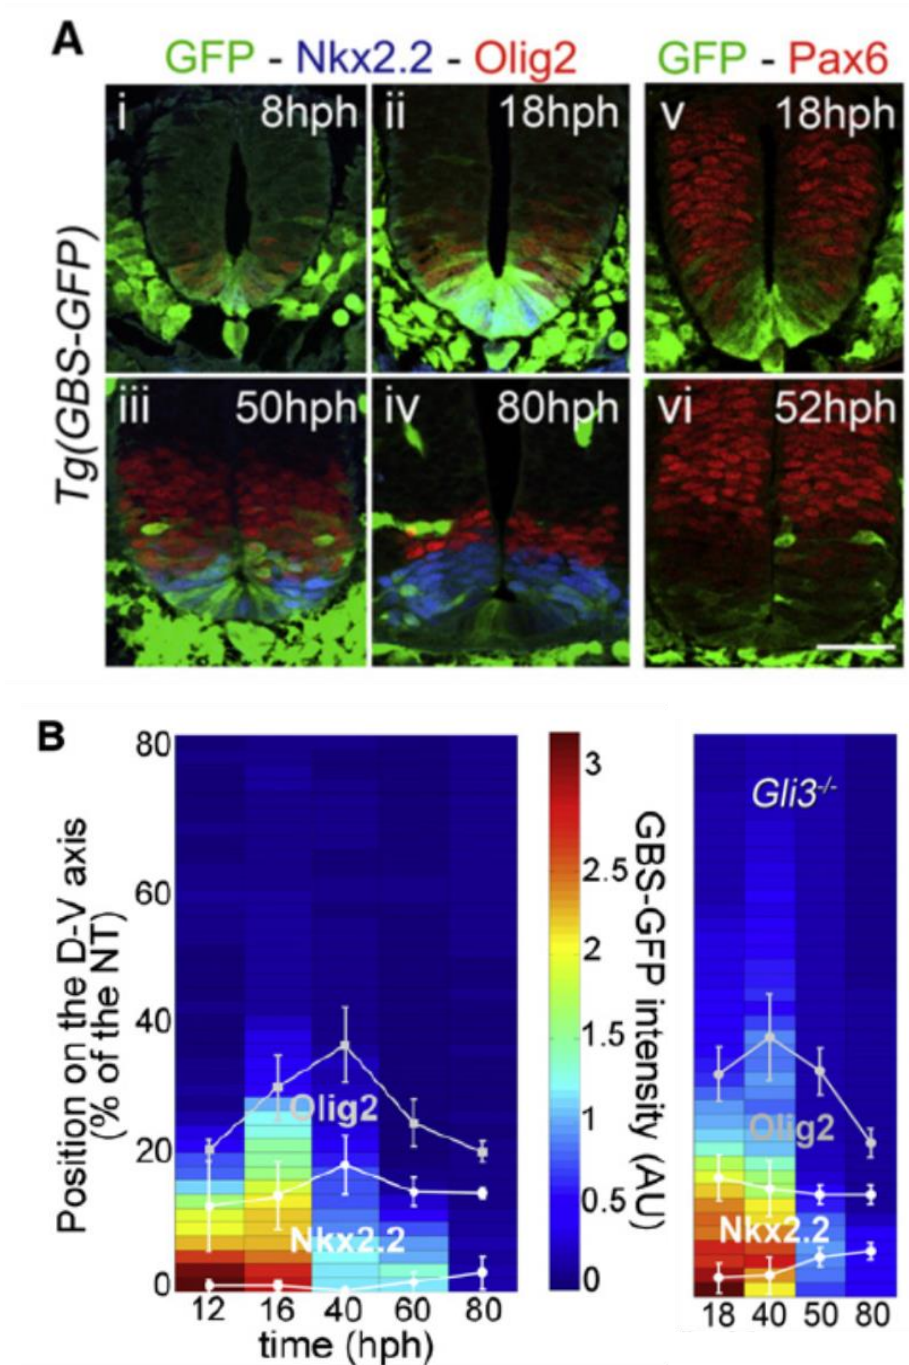 A
GFP - Nkx2.2 - Olig2
GFP - Pax6
Tg(GBS-GFP)
i 8hph
ii 18hph
v 18hph
iii 50hph
iv 80hph
vi 52hph
B
Position on the D-V axis
(% of the NT)
80
60
40
20
0
Olig2
Nkx2.2
12 16 40 60 80
time (hph)
3
2.5
2
1.5
1
0.5
0
GBS-GFP intensity (AU)
Gli3-/-
Olig2
Nkx2.2
18 40 50 80